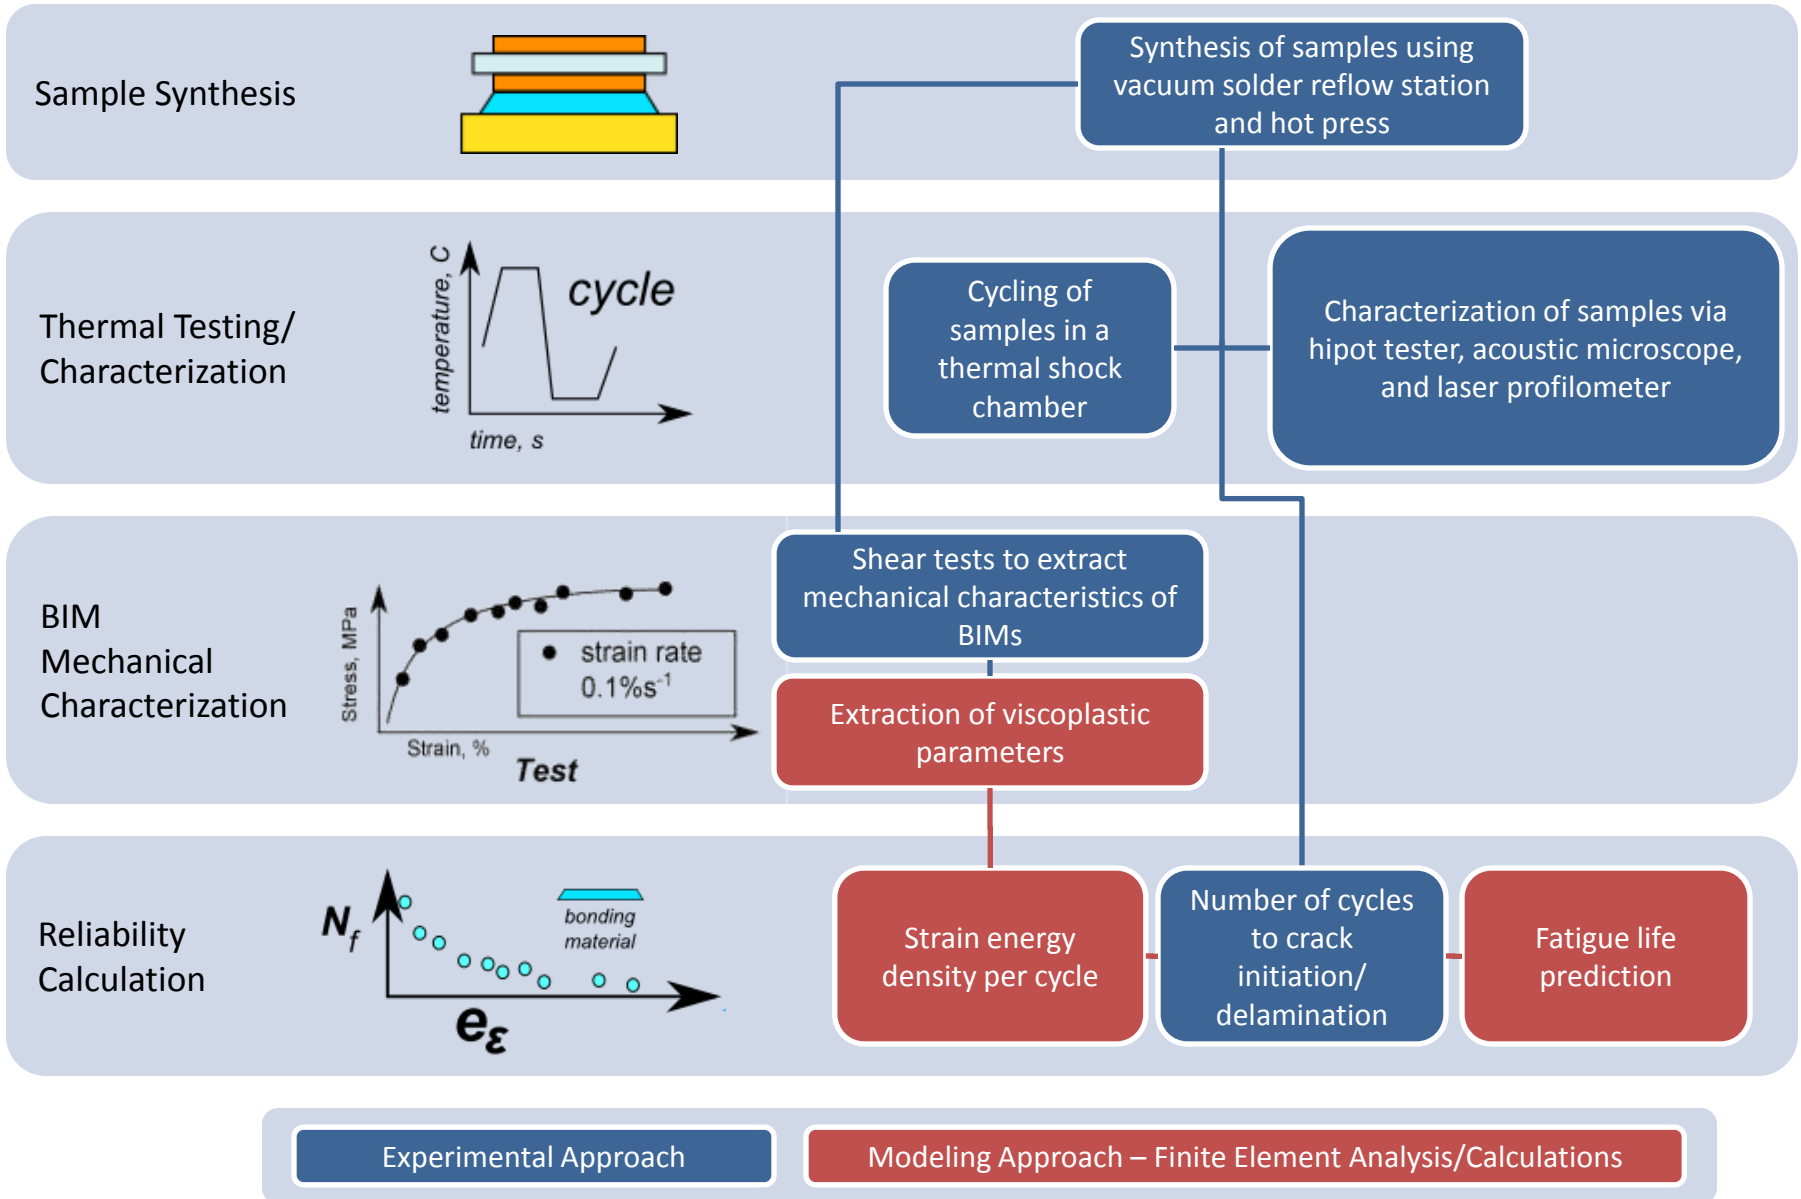 Sample Synthesis
Synthesis of samples using
vacuum solder reflow station
and hot press
Thermal Testing/
Characterization
temperature, C
cycle
time, s
Cycling of
samples in a
thermal shock
chamber
Characterization of samples via
hipot tester, acoustic microscope,
and laser profilometer
BIM
Mechanical
Characterization
Stress, MPa
strain rate
0.1%s⁻¹
Strain, %
Test
Shear tests to extract
mechanical characteristics of
BIMs
Extraction of viscoplastic
parameters
Reliability
Calculation
N_f
bonding
material
e_ε
Strain energy
density per cycle
Number of cycles
to crack
initiation/
delamination
Fatigue life
prediction
Experimental Approach
Modeling Approach – Finite Element Analysis/Calculations